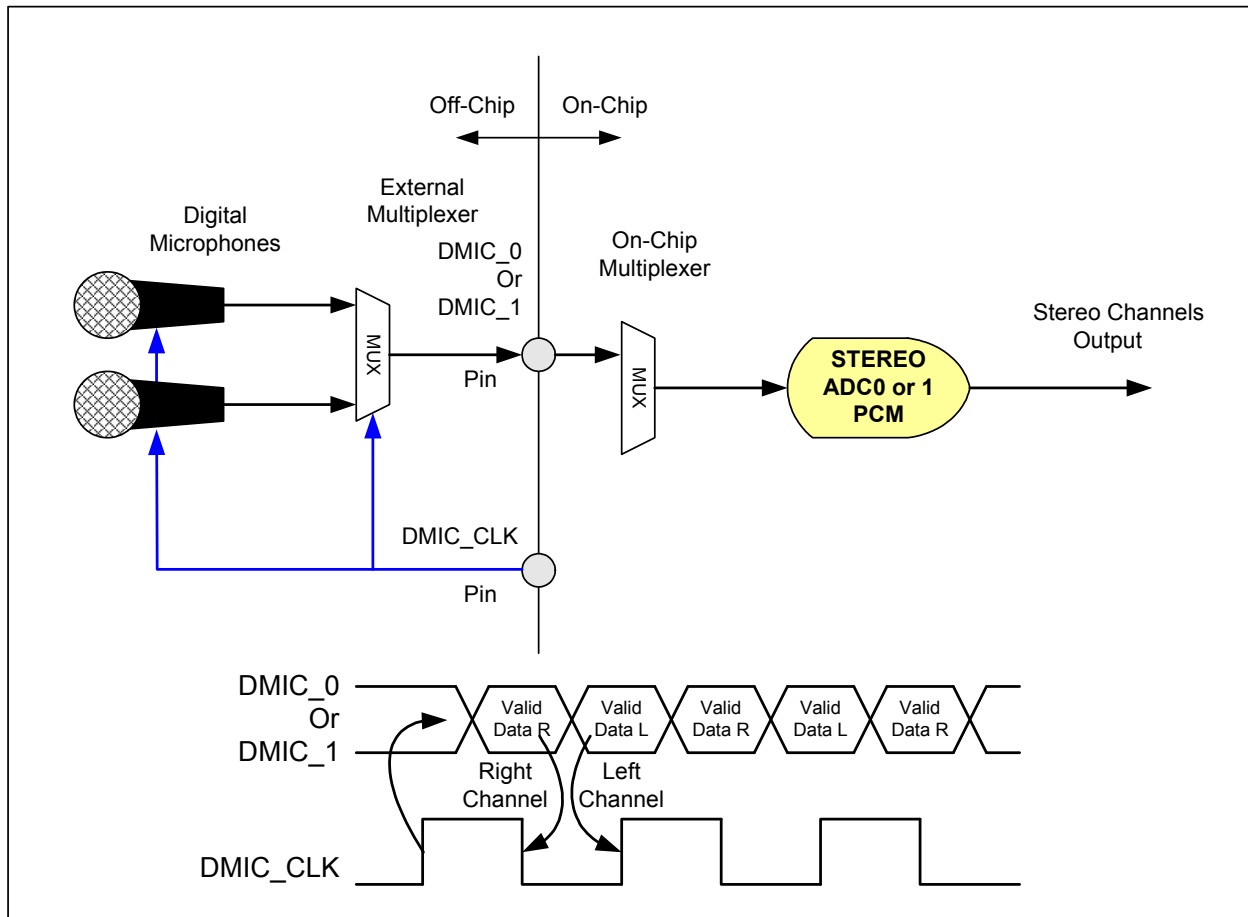 Off-Chip
On-Chip
External
Multiplexer
Digital
Microphones
DMIC_0
Or
DMIC_1
On-Chip
Multiplexer
Stereo Channels
Output
MUX
Pin
MUX
STEREO
ADC0 or 1
PCM
DMIC_CLK
Pin
DMIC_0
Or
DMIC_1
Valid
Data R
Valid
Data L
Valid
Data R
Valid
Data L
Valid
Data R
Right
Channel
Left
Channel
DMIC_CLK